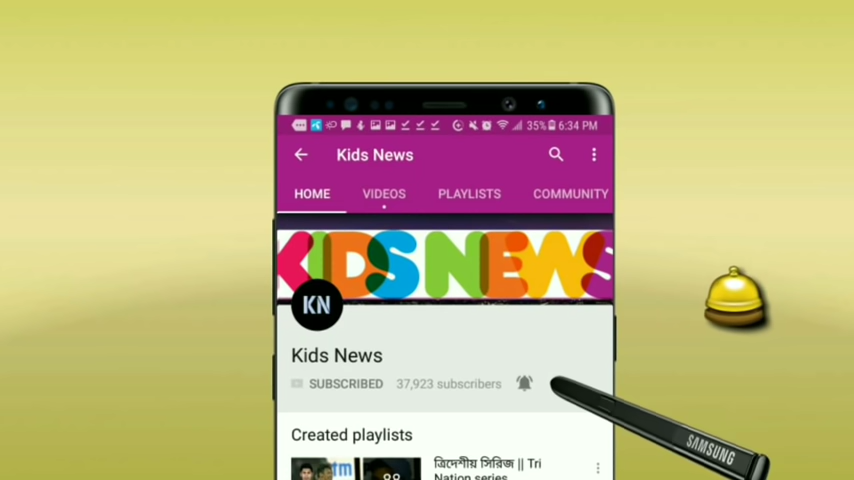 35% 6:34 PM
Kids News
HOME VIDEOS PLAYLISTS COMMUNITY
KIDS NEWS
KN
Kids News
SUBSCRIBED 37,923 subscribers
Created playlists
ত্রিদেশীয় সিরিজ || Tri
Nation series
88
SAMSUNG